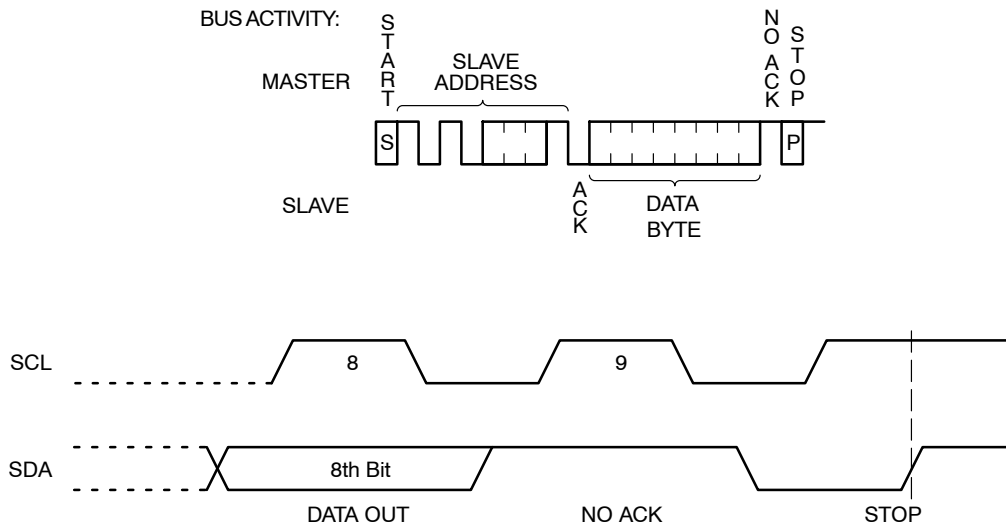 BUS ACTIVITY:
START
NO ACK
STOP
MASTER
SLAVE
ADDRESS
S
P
SLAVE
ACK
DATA
BYTE
SCL
8
9
SDA
8th Bit
DATA OUT
NO ACK
STOP